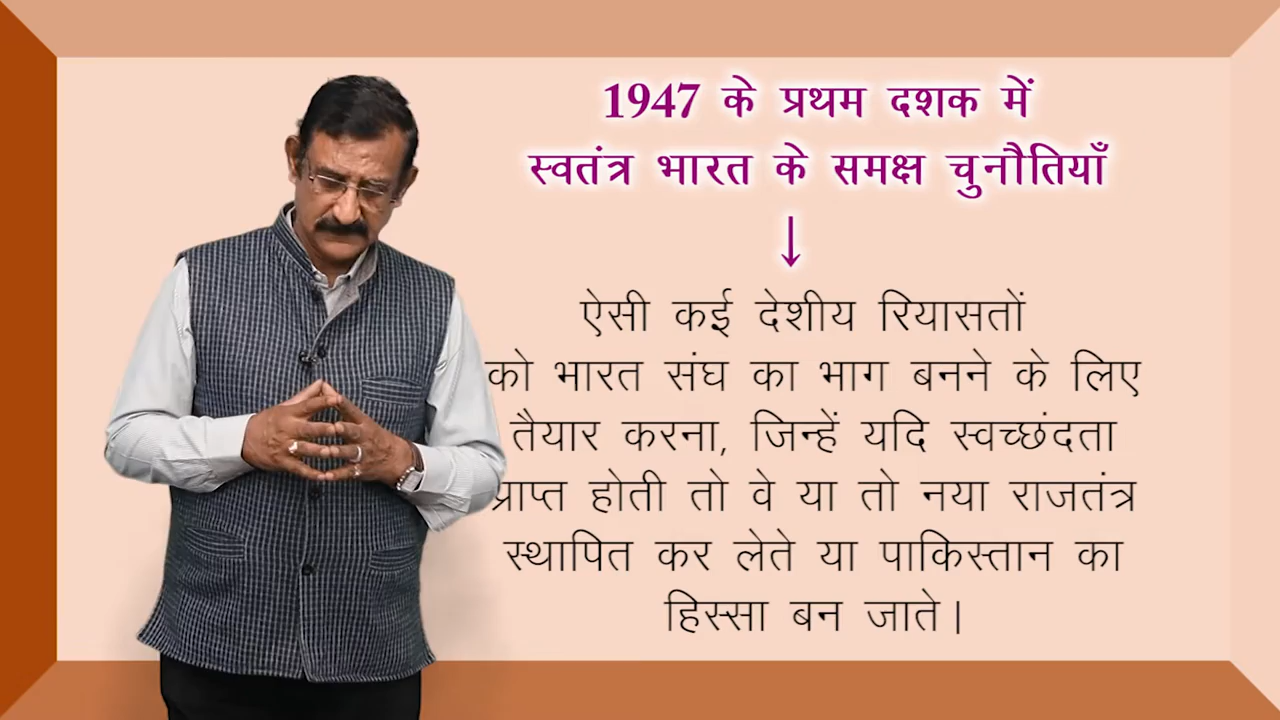 1947 के प्रथम दशक में
स्वतंत्र भारत के समक्ष चुनौतियाँ
↓
ऐसी कई देशीय रियासतों
को भारत संघ का भाग बनने के लिए
तैयार करना, जिन्हें यदि स्वच्छंदता
प्राप्त होती तो वे या तो नया राजतंत्र
स्थापित कर लेते या पाकिस्तान का
हिस्सा बन जाते।